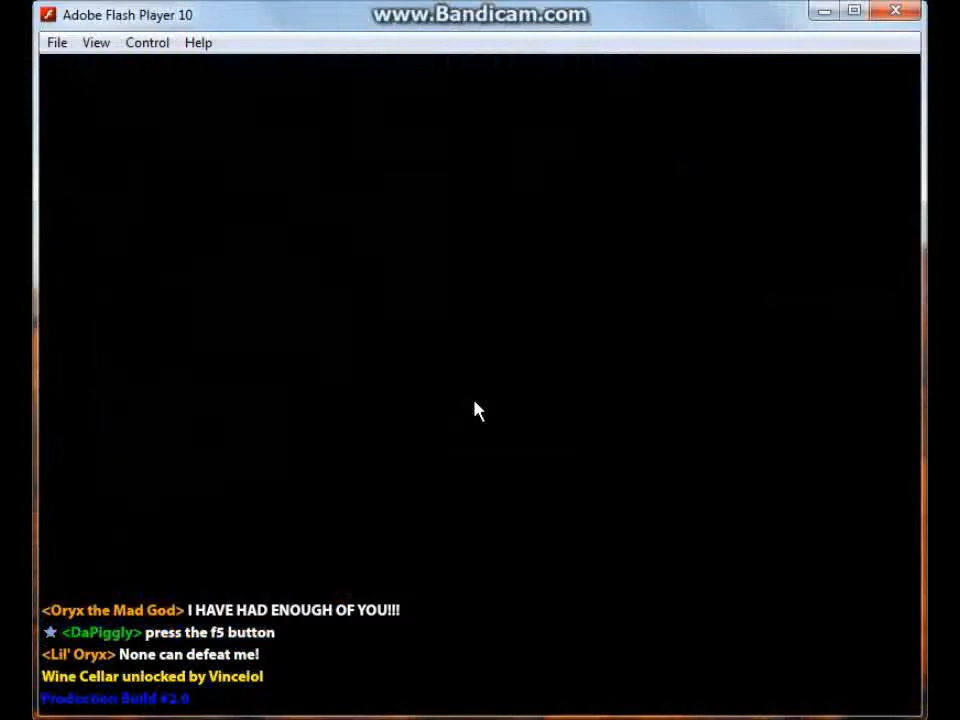 Adobe Flash Player 10
www.Bandicam.com
File View Control Help
<Oryx the Mad God> I HAVE HAD ENOUGH OF YOU!!!
<DaPiggly> press the f5 button
<Lil' Oryx> None can defeat me!
Wine Cellar unlocked by Vincelol
Production Build #2.0